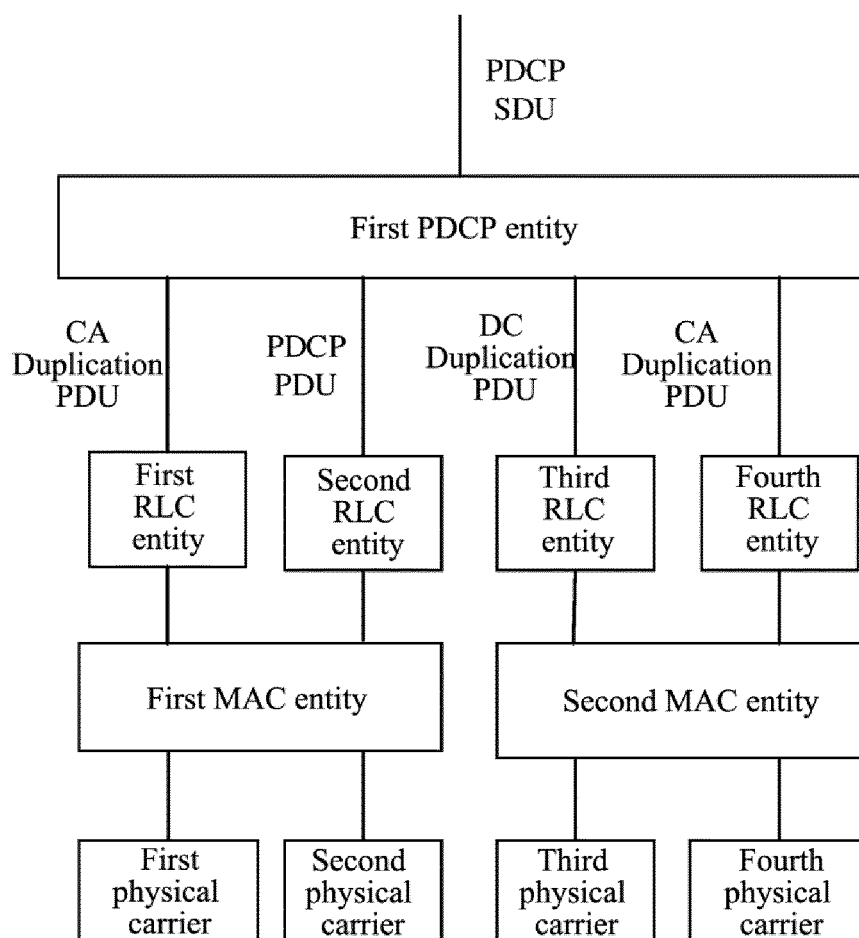 PDCP
SDU
First PDCP entity
CA
Duplication
PDU
PDCP
PDU
DC
Duplication
PDU
CA
Duplication
PDU
First
RLC
entity
Second
RLC
entity
Third
RLC
entity
Fourth
RLC
entity
First MAC entity
Second MAC entity
First
physical
carrier
Second
physical
carrier
Third
physical
carrier
Fourth
physical
carrier